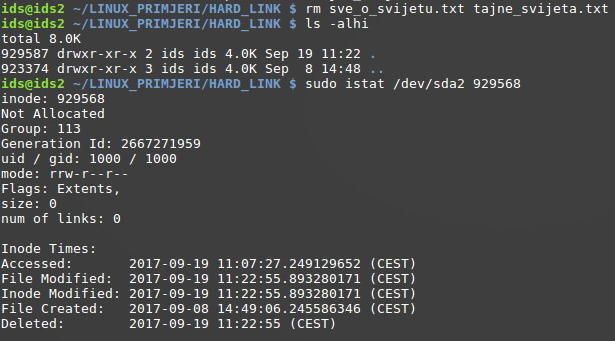 ids@ids2 ~/LINUX_PRIMJERI/HARD_LINK $ rm sve_o_svijetu.txt tajne_svijeta.txt
ids@ids2 ~/LINUX_PRIMJERI/HARD_LINK $ ls -alhi
total 8.0K
929587 drwxr-xr-x 2 ids ids 4.0K Sep 19 11:22 .
923374 drwxr-xr-x 3 ids ids 4.0K Sep  8 14:48 ..
ids@ids2 ~/LINUX_PRIMJERI/HARD_LINK $ sudo istat /dev/sda2 929568
inode: 929568
Not Allocated
Group: 113
Generation Id: 2667271959
uid / gid: 1000 / 1000
mode: rrw-r--r--
Flags: Extents,
size: 0
num of links: 0

Inode Times:
Accessed:       2017-09-19 11:07:27.249129652 (CEST)
File Modified:  2017-09-19 11:22:55.893280171 (CEST)
Inode Modified: 2017-09-19 11:22:55.893280171 (CEST)
File Created:   2017-09-08 14:49:06.245586346 (CEST)
Deleted:        2017-09-19 11:22:55 (CEST)